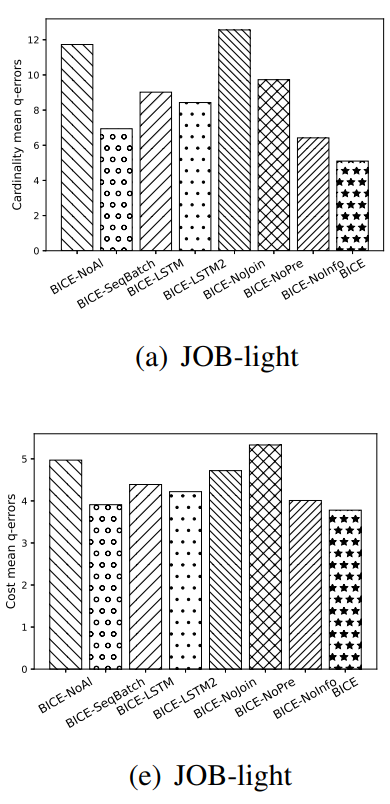 Cardinality mean q-errors
12
10
8
6
4
2
0
BICE-NoAl
BICE-SeqBatch
BICE-LSTM
BICE-LSTM2
BICE-NoJoin
BICE-NoPre
BICE-NoInfo
BICE
(a) JOB-light
Cost mean q-errors
5
4
3
2
1
0
BICE-NoAl
BICE-SeqBatch
BICE-LSTM
BICE-LSTM2
BICE-NoJoin
BICE-NoPre
BICE-NoInfo
BICE
(e) JOB-light